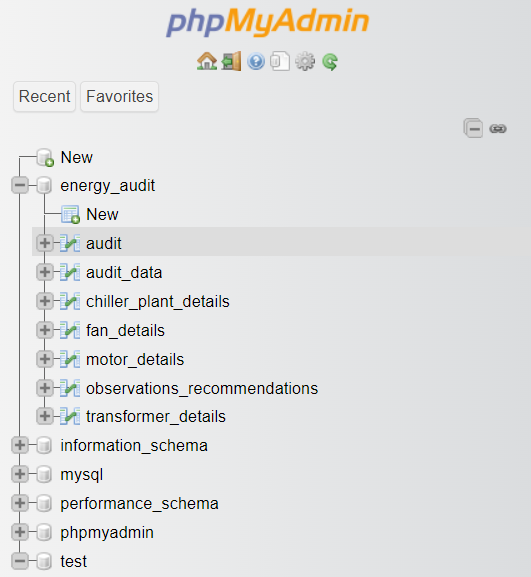 phpMyAdmin
Recent Favorites
New
energy_audit
New
audit
audit_data
chiller_plant_details
fan_details
motor_details
observations_recommendations
transformer_details
information_schema
mysql
performance_schema
phpmyadmin
test